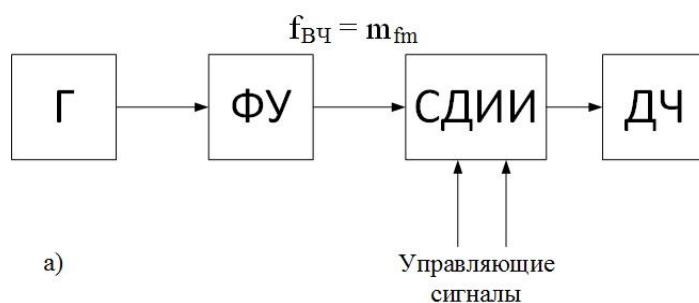 f_ВЧ = m_fm
Г ФУ СДИИ ДЧ
а)
Управляющие
сигналы